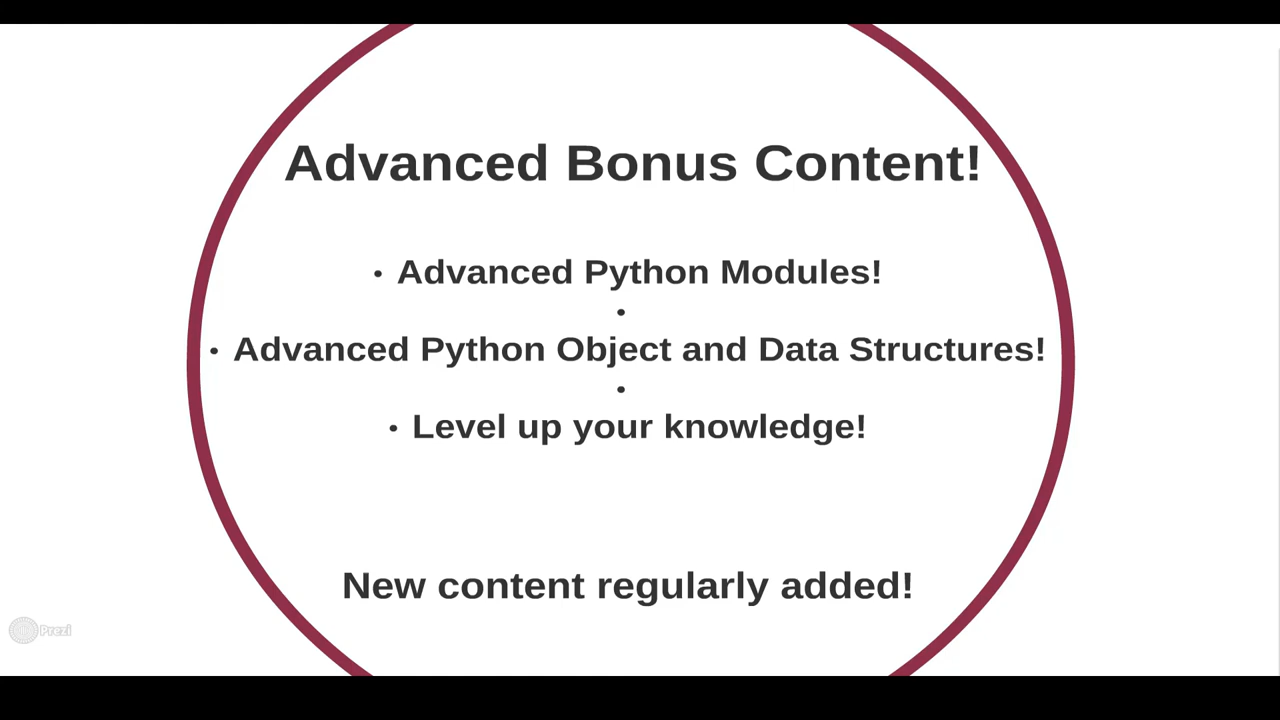 Advanced Bonus Content!
• Advanced Python Modules!
•
• Advanced Python Object and Data Structures!
•
• Level up your knowledge!
New content regularly added!
Prezi